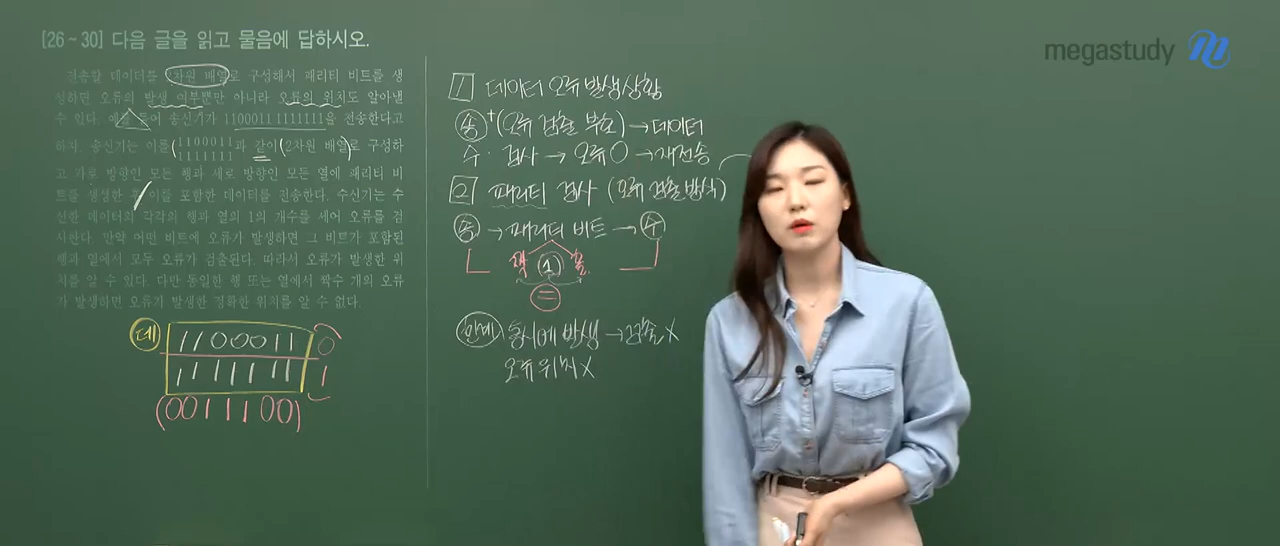 [26~30] 다음 글을 읽고 물음에 답하시오.
megastudy
전송할 데이터를 2차원 배열로 구성해서 패리티 비트를 생
성하면 오류의 발생 여부뿐만 아니라 오류의 위치도 알아낼
수 있다. 예를 들어 송신기가 1100011 1111111을 전송한다고
하자. 송신기는 이를 1100011 1111111 과 같이 2차원 배열로 구성하
고 가로 방향인 모든 행과 세로 방향인 모든 열에 패리티 비
트를 생성한 후 이를 포함한 데이터를 전송한다. 수신기는 수
신한 데이터의 각각의 행과 열의 1의 개수를 세어 오류를 검
사한다. 만약 어떤 비트에 오류가 발생하면 그 비트가 포함된
행과 열에서 모두 오류가 검출된다. 따라서 오류가 발생한 위
치를 알 수 있다. 다만 동일한 행 또는 열에서 짝수 개의 오류
가 발생하면 오류가 발생한 정확한 위치를 알 수 없다.
데 1100011 0
1111111 1
(0011100)
1 데이터 오류 발생 상황
송 + (오류 검출 부호) → 데이터
수 · 검사 → 오류 O → 재전송
2 패리티 검사 (오류 검출 방식)
송 → 패리티 비트 → 수
짝 1 홀
=
한계 동시에 발생 → 검출 X
오류 위치 X